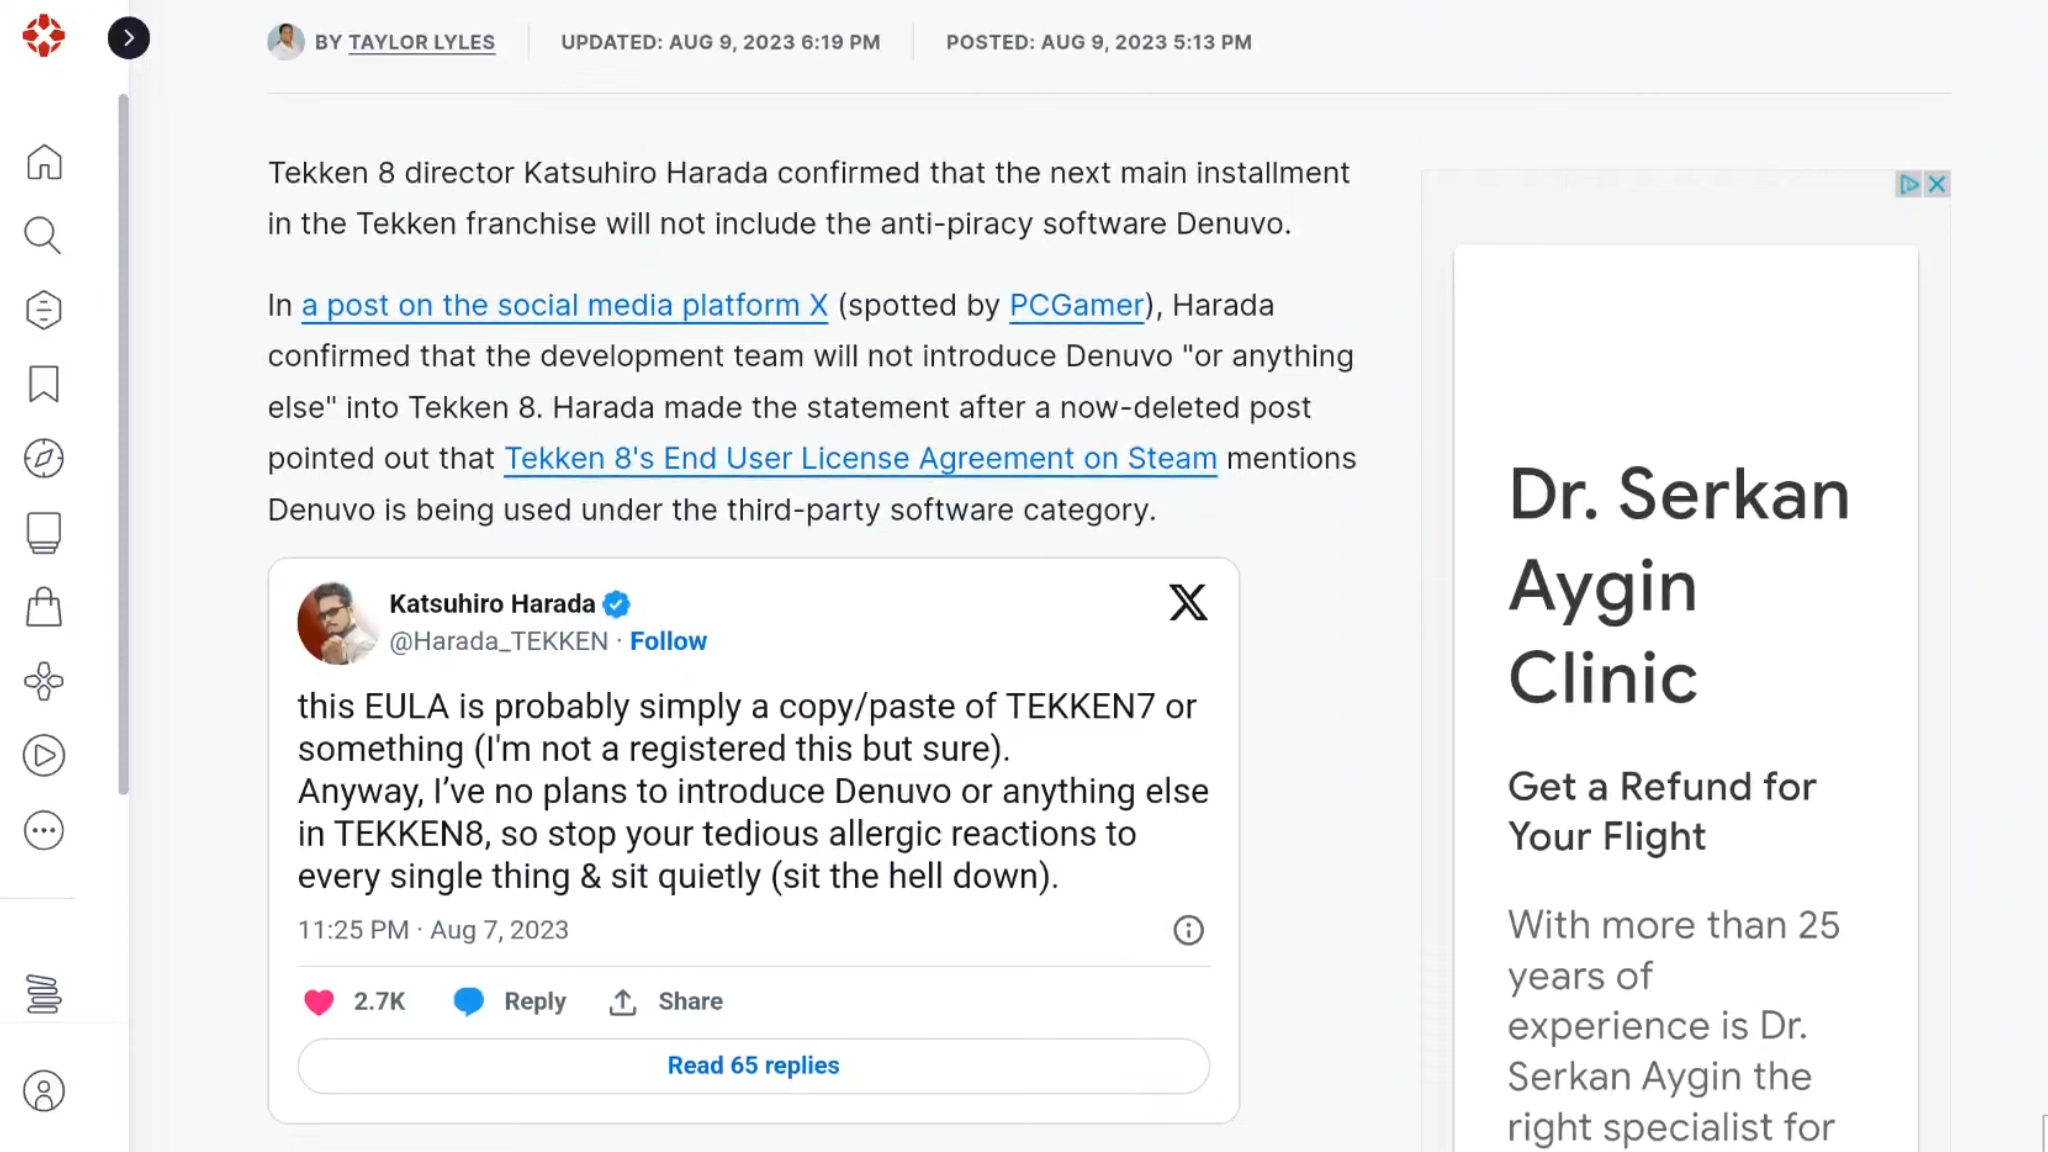 BY TAYLOR LYLES
UPDATED: AUG 9, 2023 6:19 PM
POSTED: AUG 9, 2023 5:13 PM
Tekken 8 director Katsuhiro Harada confirmed that the next main installment
in the Tekken franchise will not include the anti-piracy software Denuvo.
In a post on the social media platform X (spotted by PCGamer), Harada
confirmed that the development team will not introduce Denuvo "or anything
else" into Tekken 8. Harada made the statement after a now-deleted post
pointed out that Tekken 8's End User License Agreement on Steam mentions
Denuvo is being used under the third-party software category.
Katsuhiro Harada
@Harada_TEKKEN · Follow
this EULA is probably simply a copy/paste of TEKKEN7 or
something (I'm not a registered this but sure).
Anyway, I’ve no plans to introduce Denuvo or anything else
in TEKKEN8, so stop your tedious allergic reactions to
every single thing & sit quietly (sit the hell down).
11:25 PM · Aug 7, 2023
2.7K Reply Share
Read 65 replies
Dr. Serkan
Aygin
Clinic
Get a Refund for
Your Flight
With more than 25
years of
experience is Dr.
Serkan Aygin the
right specialist for